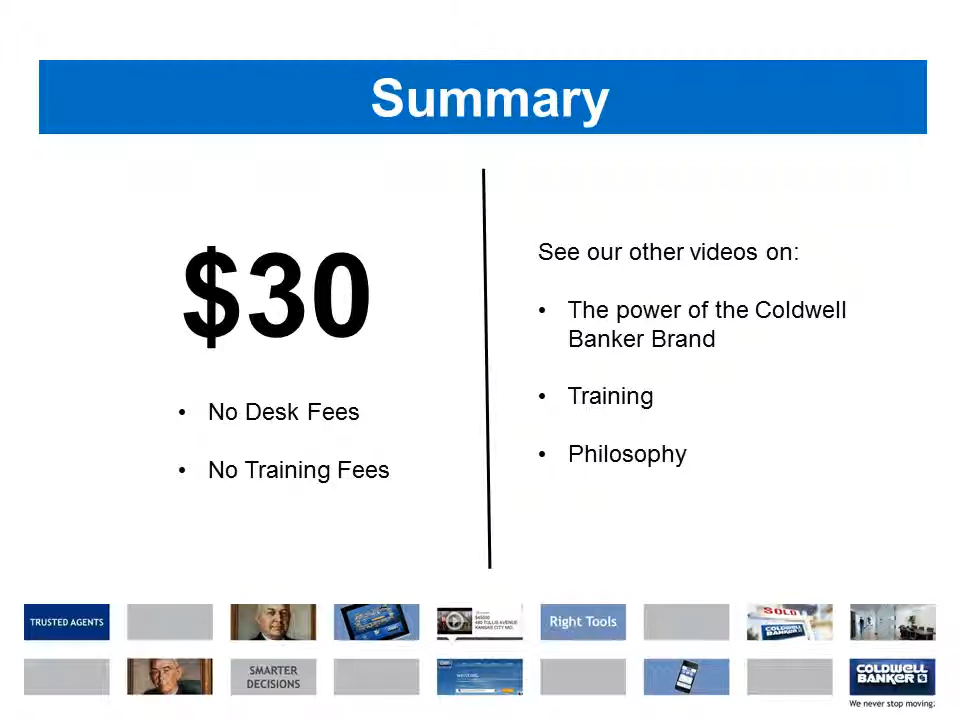 Summary
$30
• No Desk Fees
• No Training Fees
See our other videos on:
• The power of the Coldwell
Banker Brand
• Training
• Philosophy
TRUSTED AGENTS
Right Tools
SOLD
COLDWELL
BANKER
SMARTER
DECISIONS
COLDWELL
BANKER
We never stop moving.